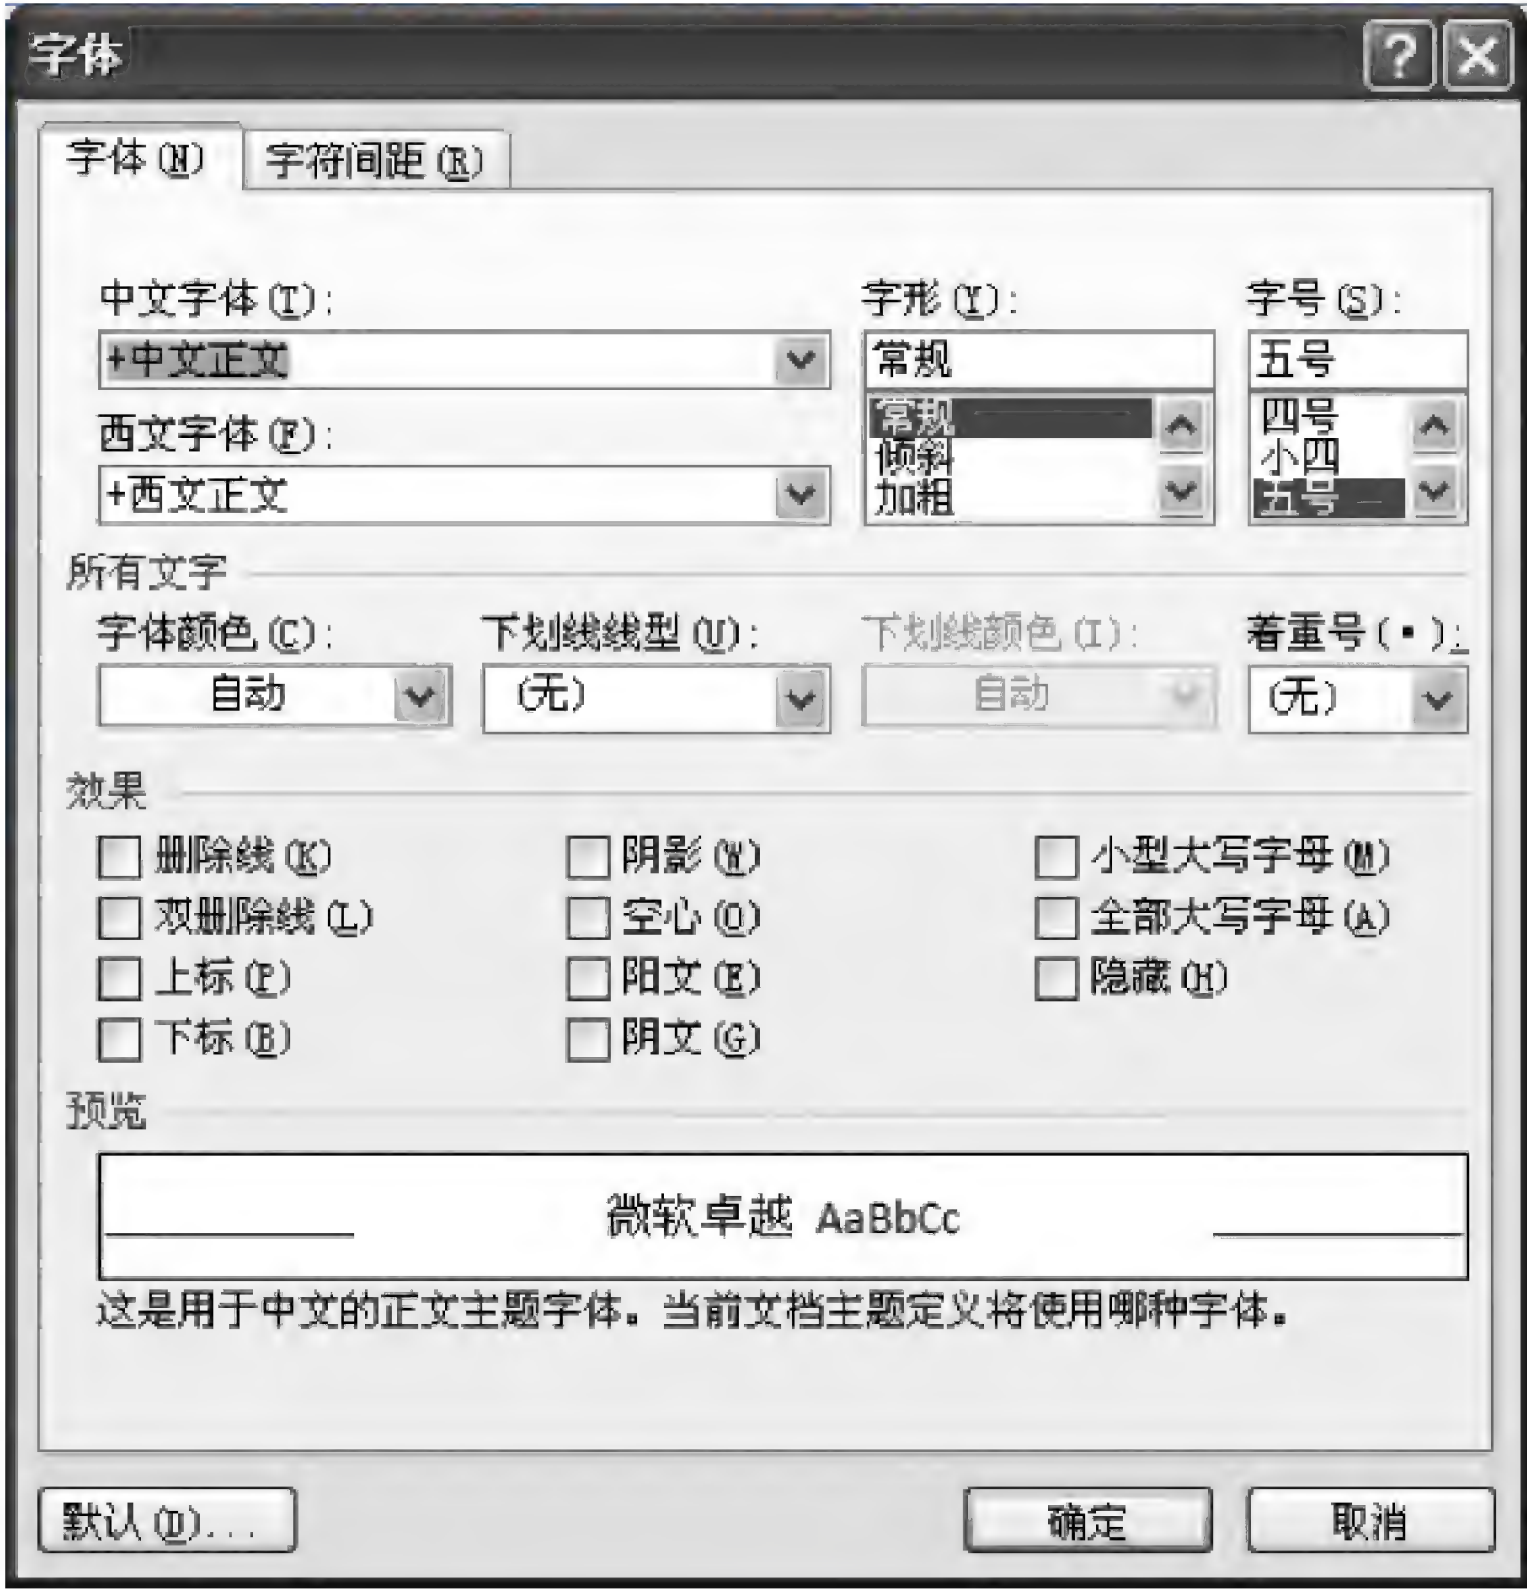 字体
字体(N) 字符间距(R)
中文字体(T): 字形(Y): 字号(S):
+中文正文 常规 五号
常规 四号
西文字体(F): 倾斜 小四
+西文正文 加粗 五号
所有文字
字体颜色(C): 下划线线型(U): 下划线颜色(I): 着重号(·):
自动 (无) 自动 (无)
效果
删除线(K) 阴影(W) 小型大写字母(M)
双删除线(L) 空心(O) 全部大写字母(A)
上标(P) 阳文(E) 隐藏(H)
下标(B) 阴文(G)
预览
微软卓越 AaBbCc
这是用于中文的正文主题字体。当前文档主题定义将使用哪种字体。
默认(D)... 确定 取消